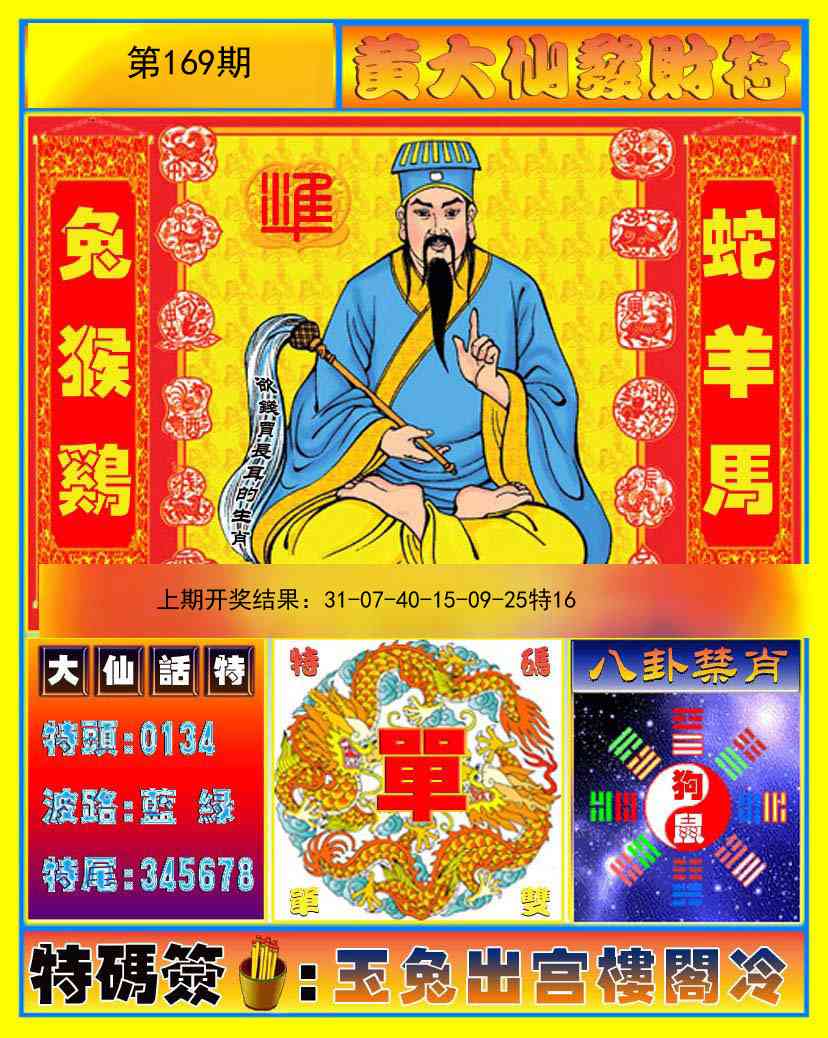 第169期
黄大仙發財符
兔猴鷄
蛇羊馬
欲錢買長耳的生肖
上期开奖结果：31-07-40-15-09-25特16
大仙話特
特頭:0134
波路:藍 綠
特尾:345678
特 碼
單
單 雙
八卦禁肖
狗
鼠
特碼簽:玉兔出宫樓閣冷